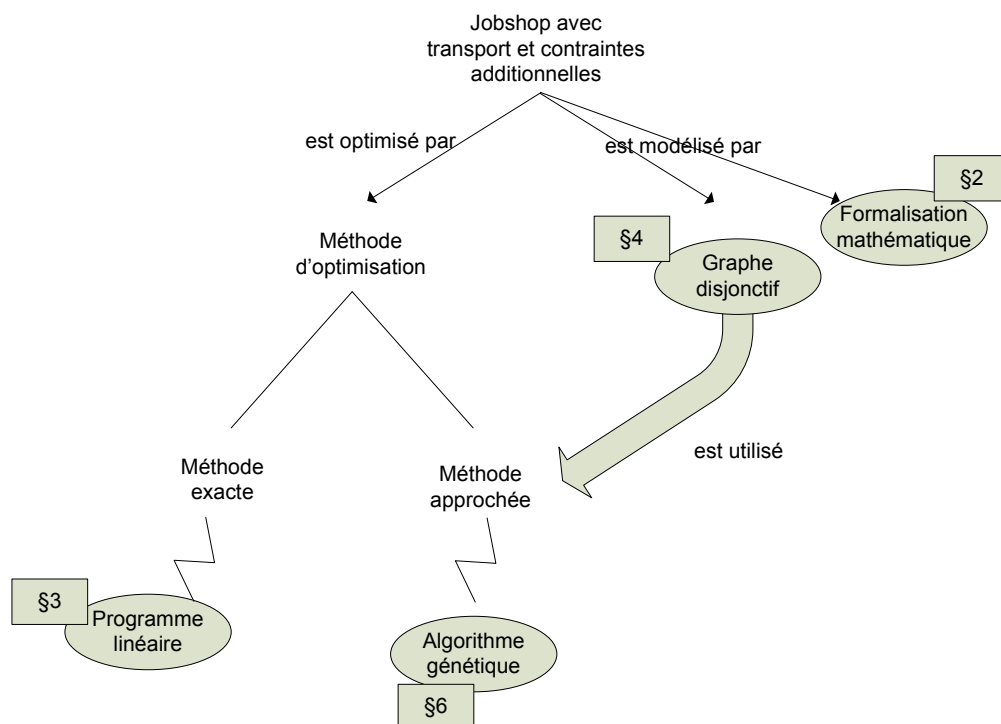 Jobshop avec
transport et contraintes
additionnelles
est optimisé par
est modélisé par
§2
Formalisation
mathématique
§4
Graphe
disjonctif
Méthode
d'optimisation
est utilisé
Méthode
exacte
Méthode
approchée
§3
Programme
linéaire
Algorithme
génétique
§6